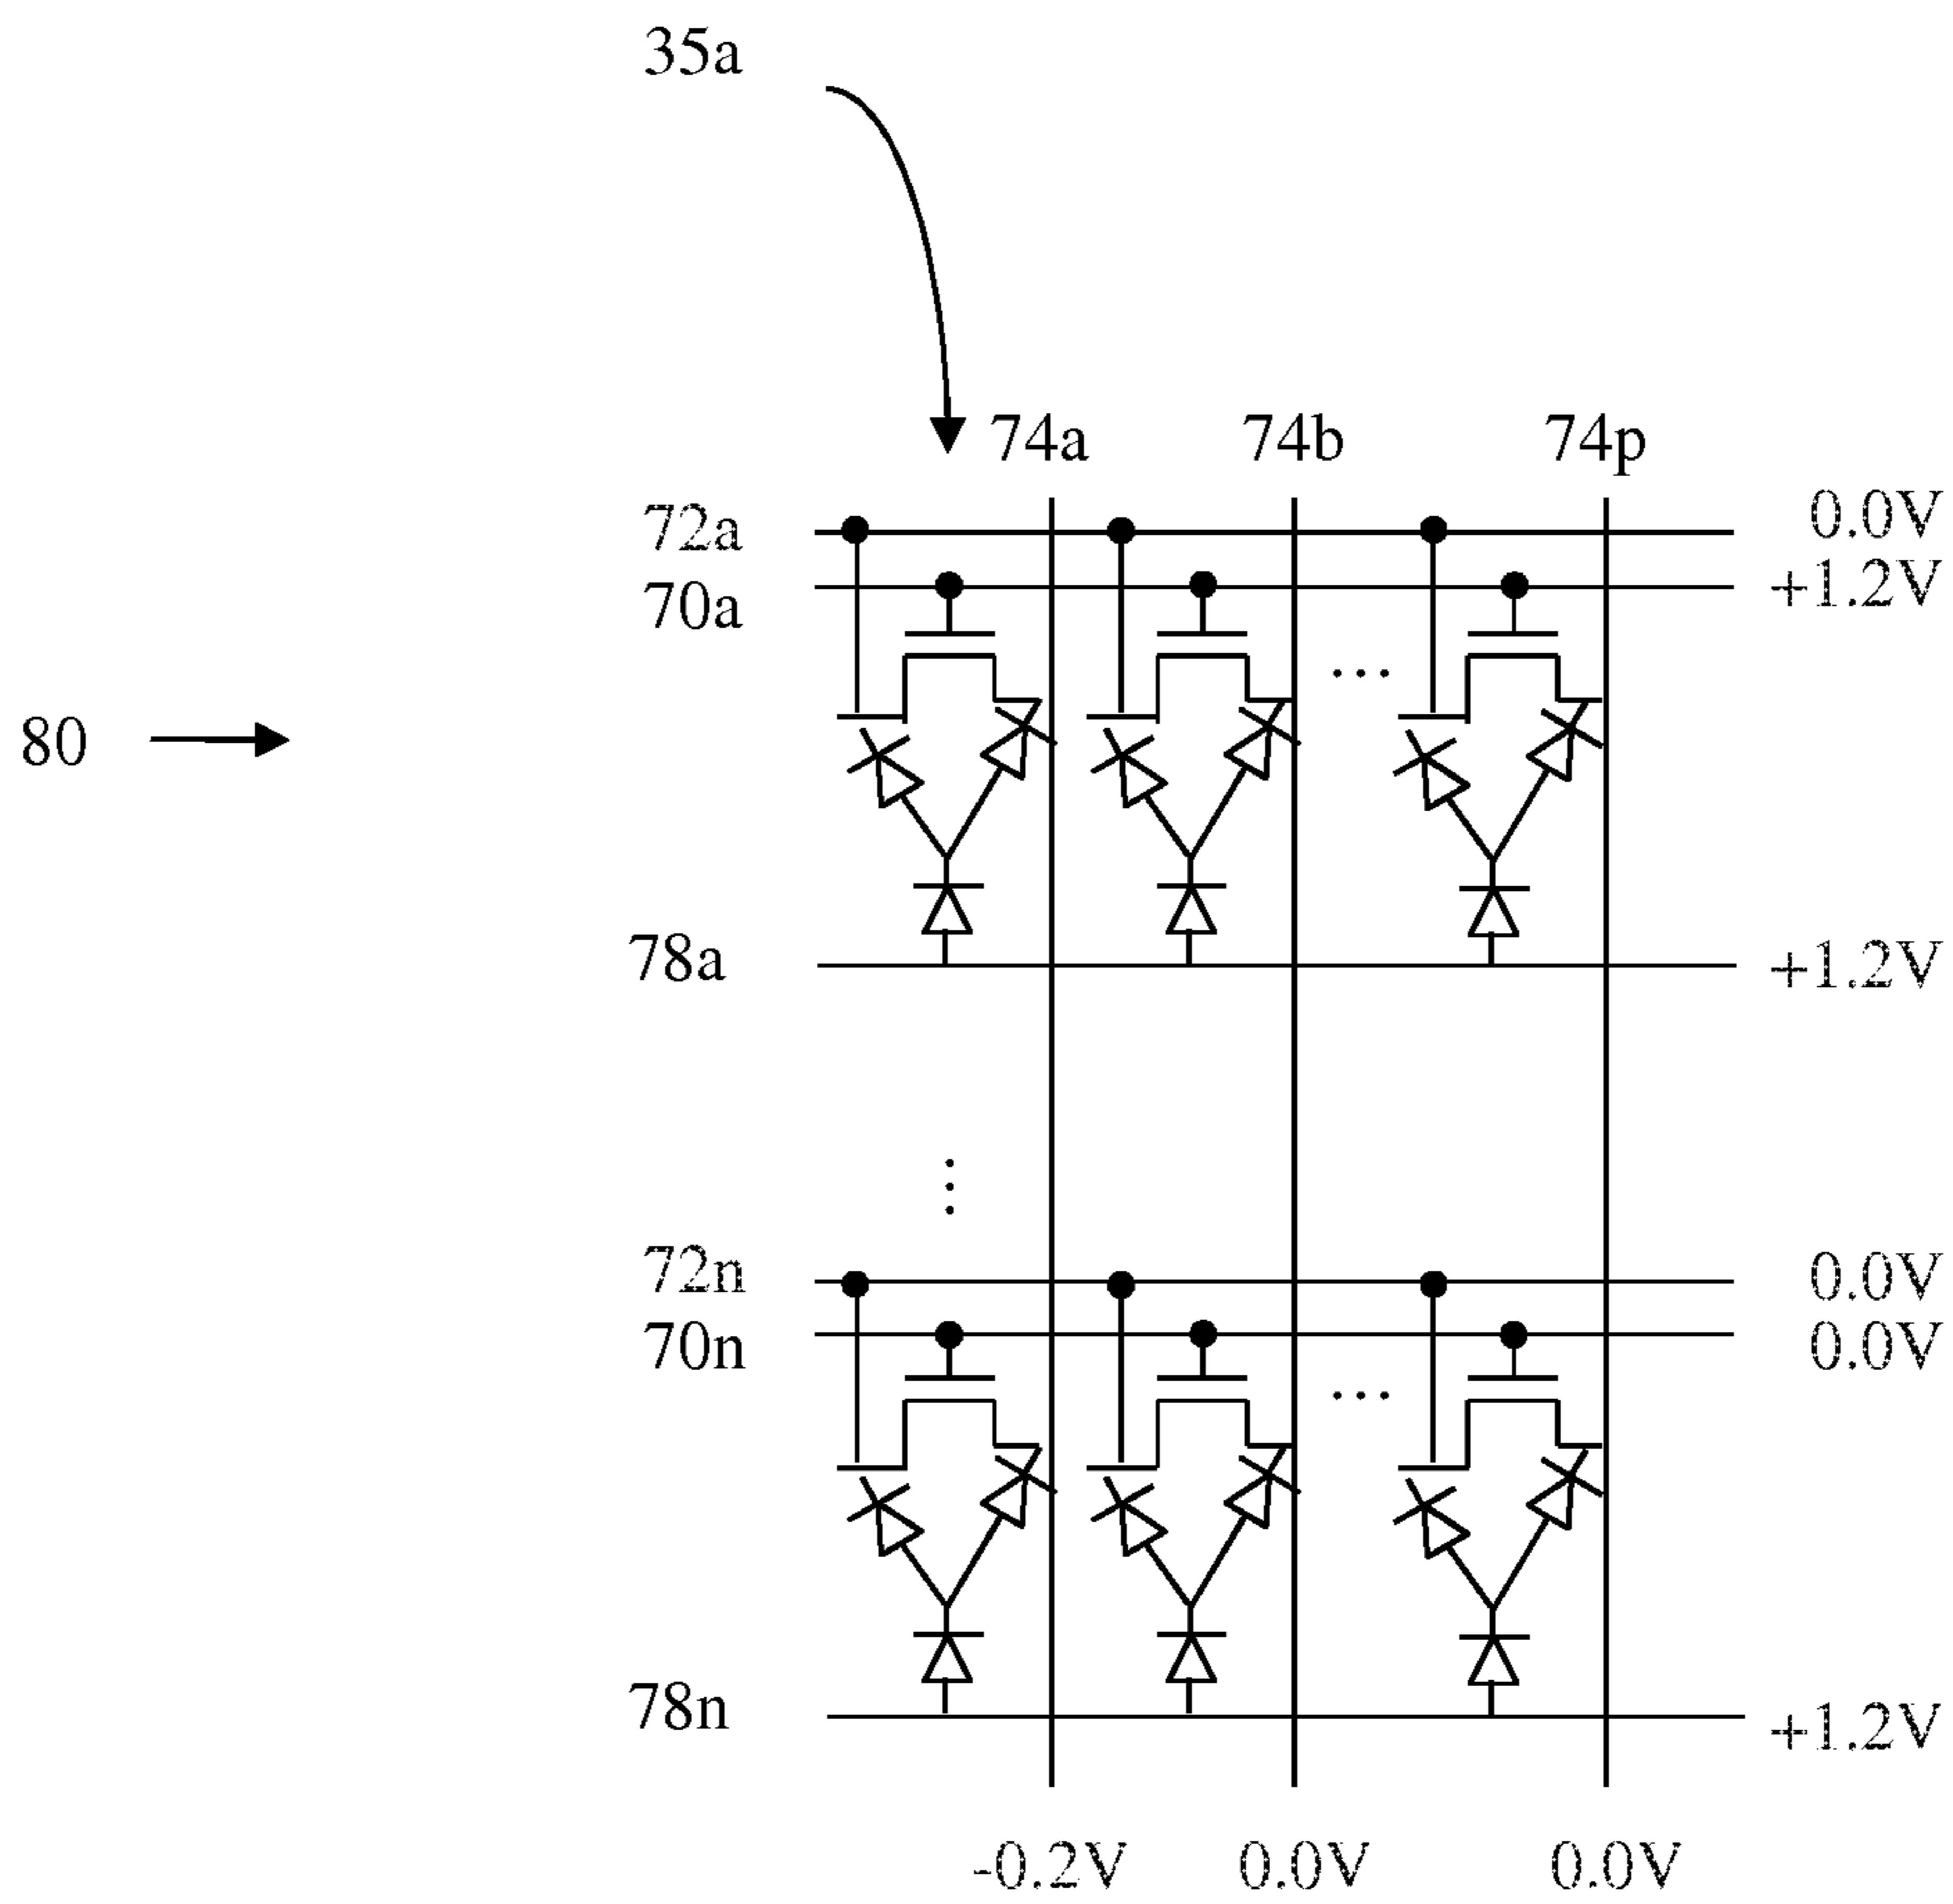 35a
74a 74b 74p
72a 0.0V
70a +1.2V
...
80
78a +1.2V
72n 0.0V
70n 0.0V
...
78n +1.2V
-0.2V 0.0V 0.0V